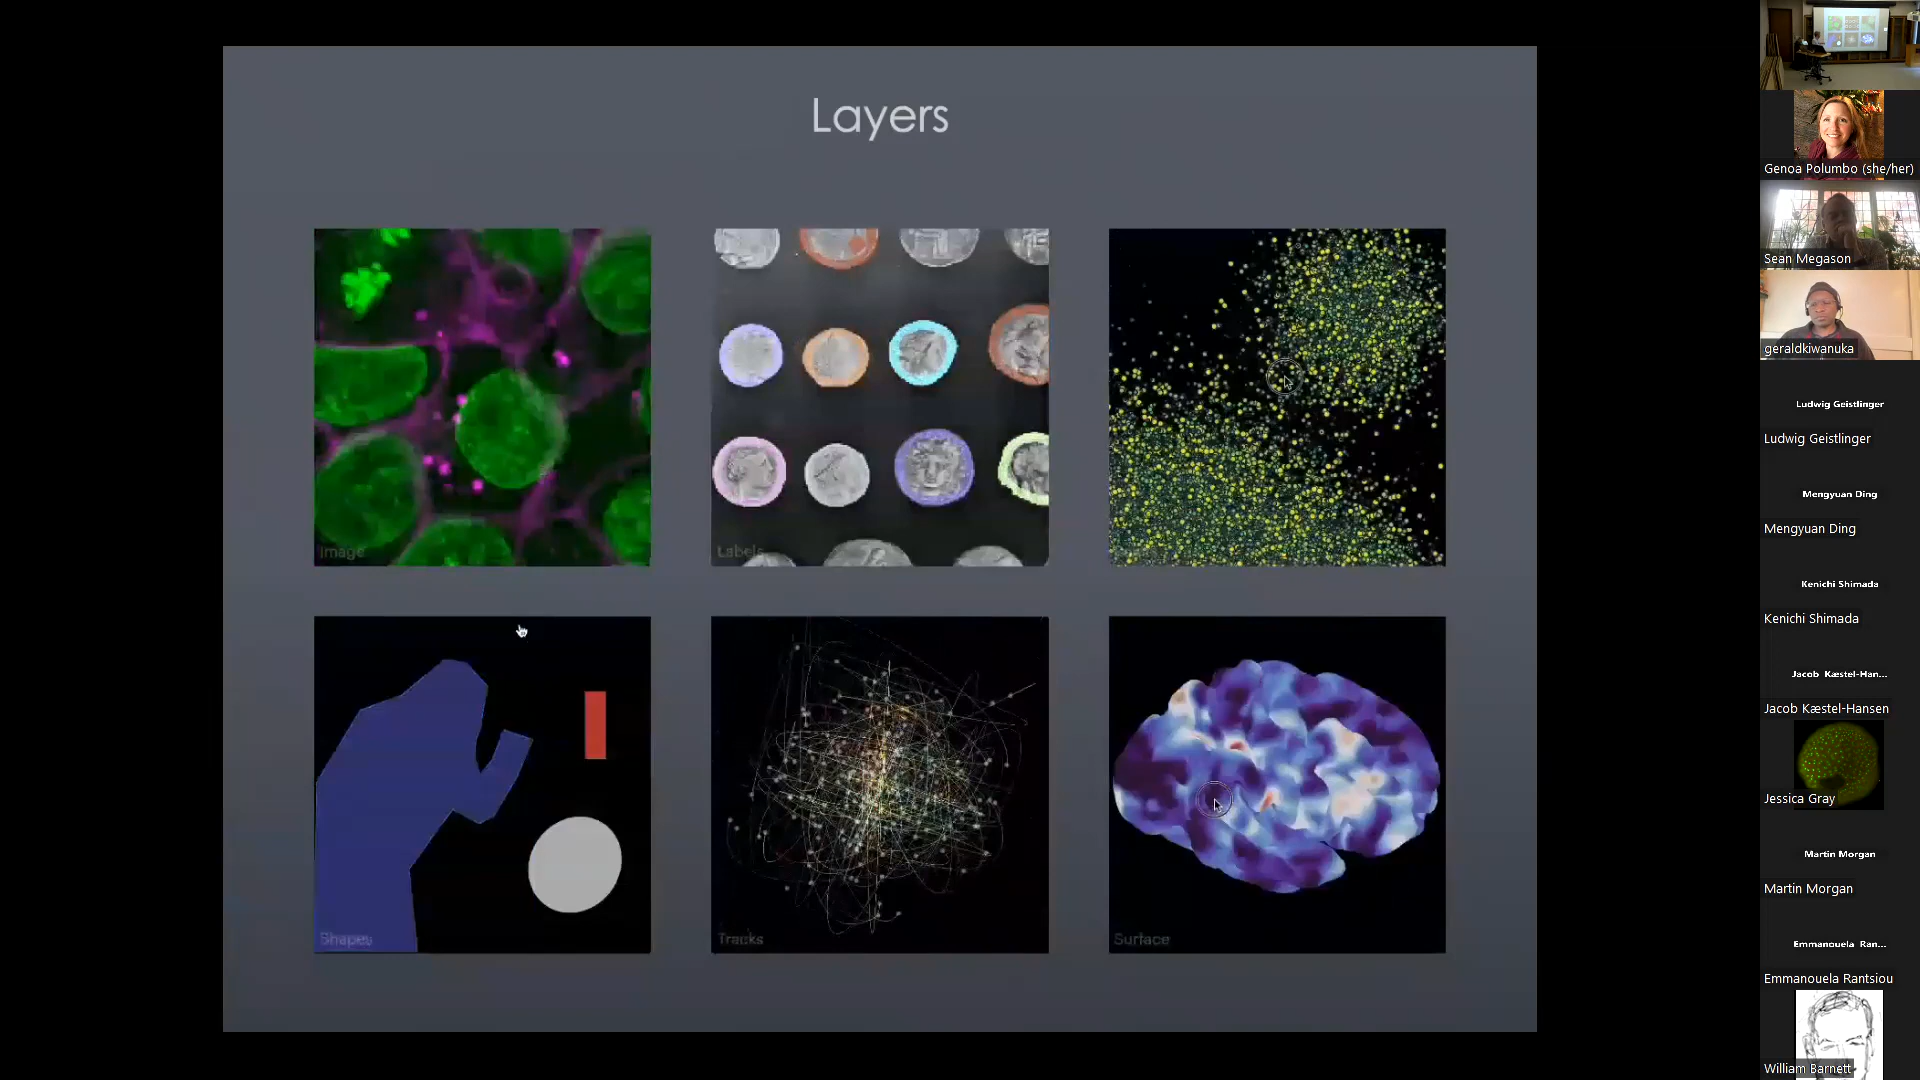 Layers
Image
Labels
Shapes
Tracks
Surface
Genoa Polumbo (she/her)
Sean Megason
geraldkiwanuka
Ludwig Geistlinger
Ludwig Geistlinger
Mengyuan Ding
Mengyuan Ding
Kenichi Shimada
Kenichi Shimada
Jacob Kæstel-Han...
Jacob Kæstel-Hansen
Jessica Gray
Martin Morgan
Martin Morgan
Emmanouela Ran...
Emmanouela Rantsiou
William Barnett